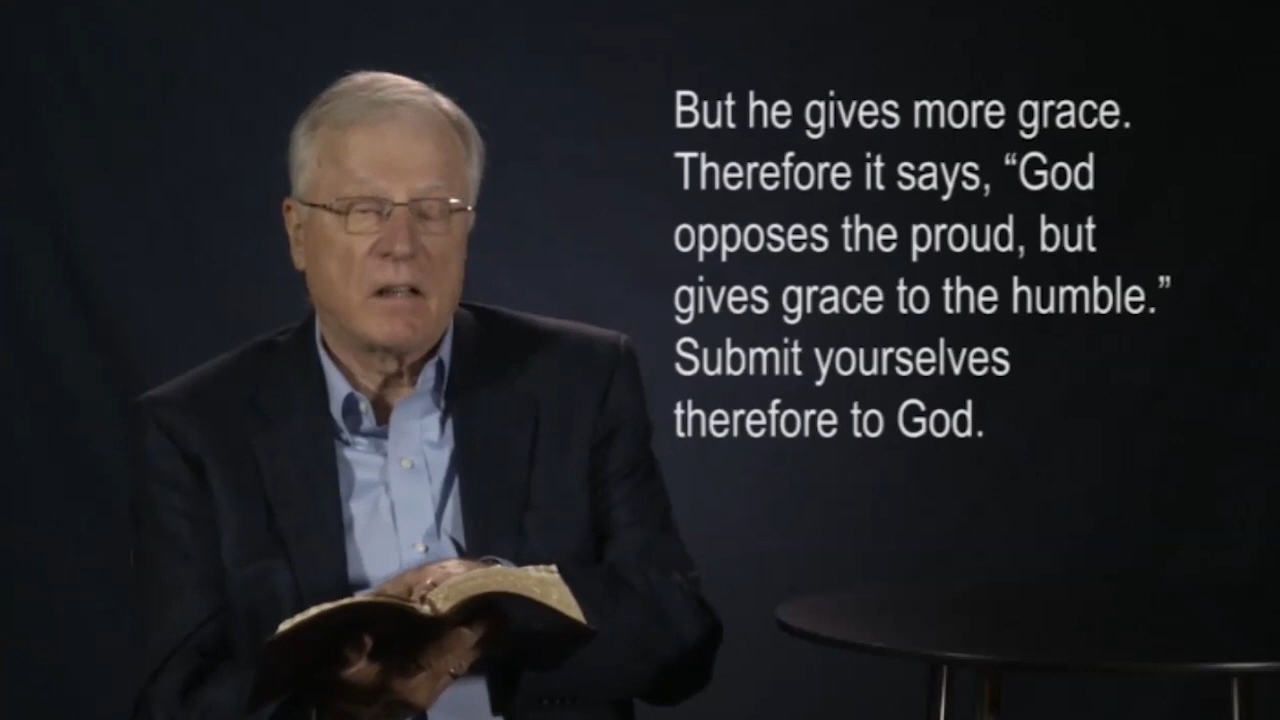 But he gives more grace.
Therefore it says, “God
opposes the proud, but
gives grace to the humble.”
Submit yourselves
therefore to God.